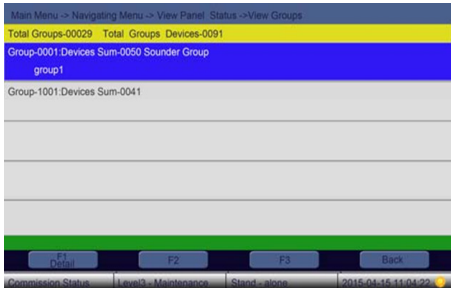 Main Menu -> Navigating Menu -> View Panel Status ->View Groups
Total Groups-00029 Total Groups Devices-0091
Group-0001:Devices Sum-0050 Sounder Group
group1
Group-1001:Devices Sum-0041
F1 F2 F3 Back
Detail
Commission Status Level3 - Maintenance Stand - alone 2015-04-15 11:04:22